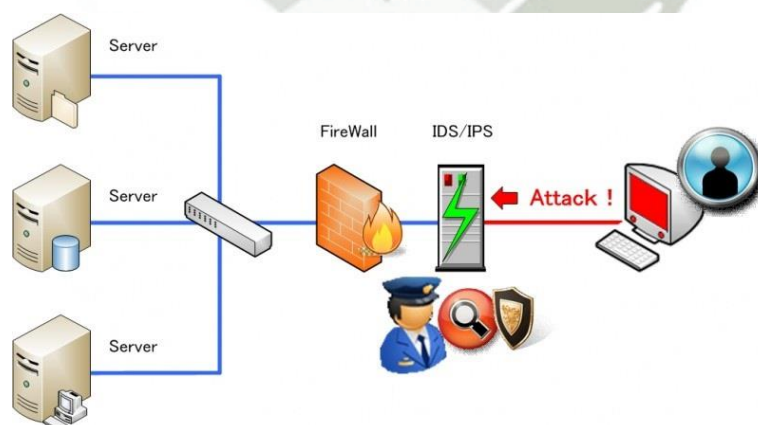 Server
FireWall
IDS/IPS
Server
Attack !
Server